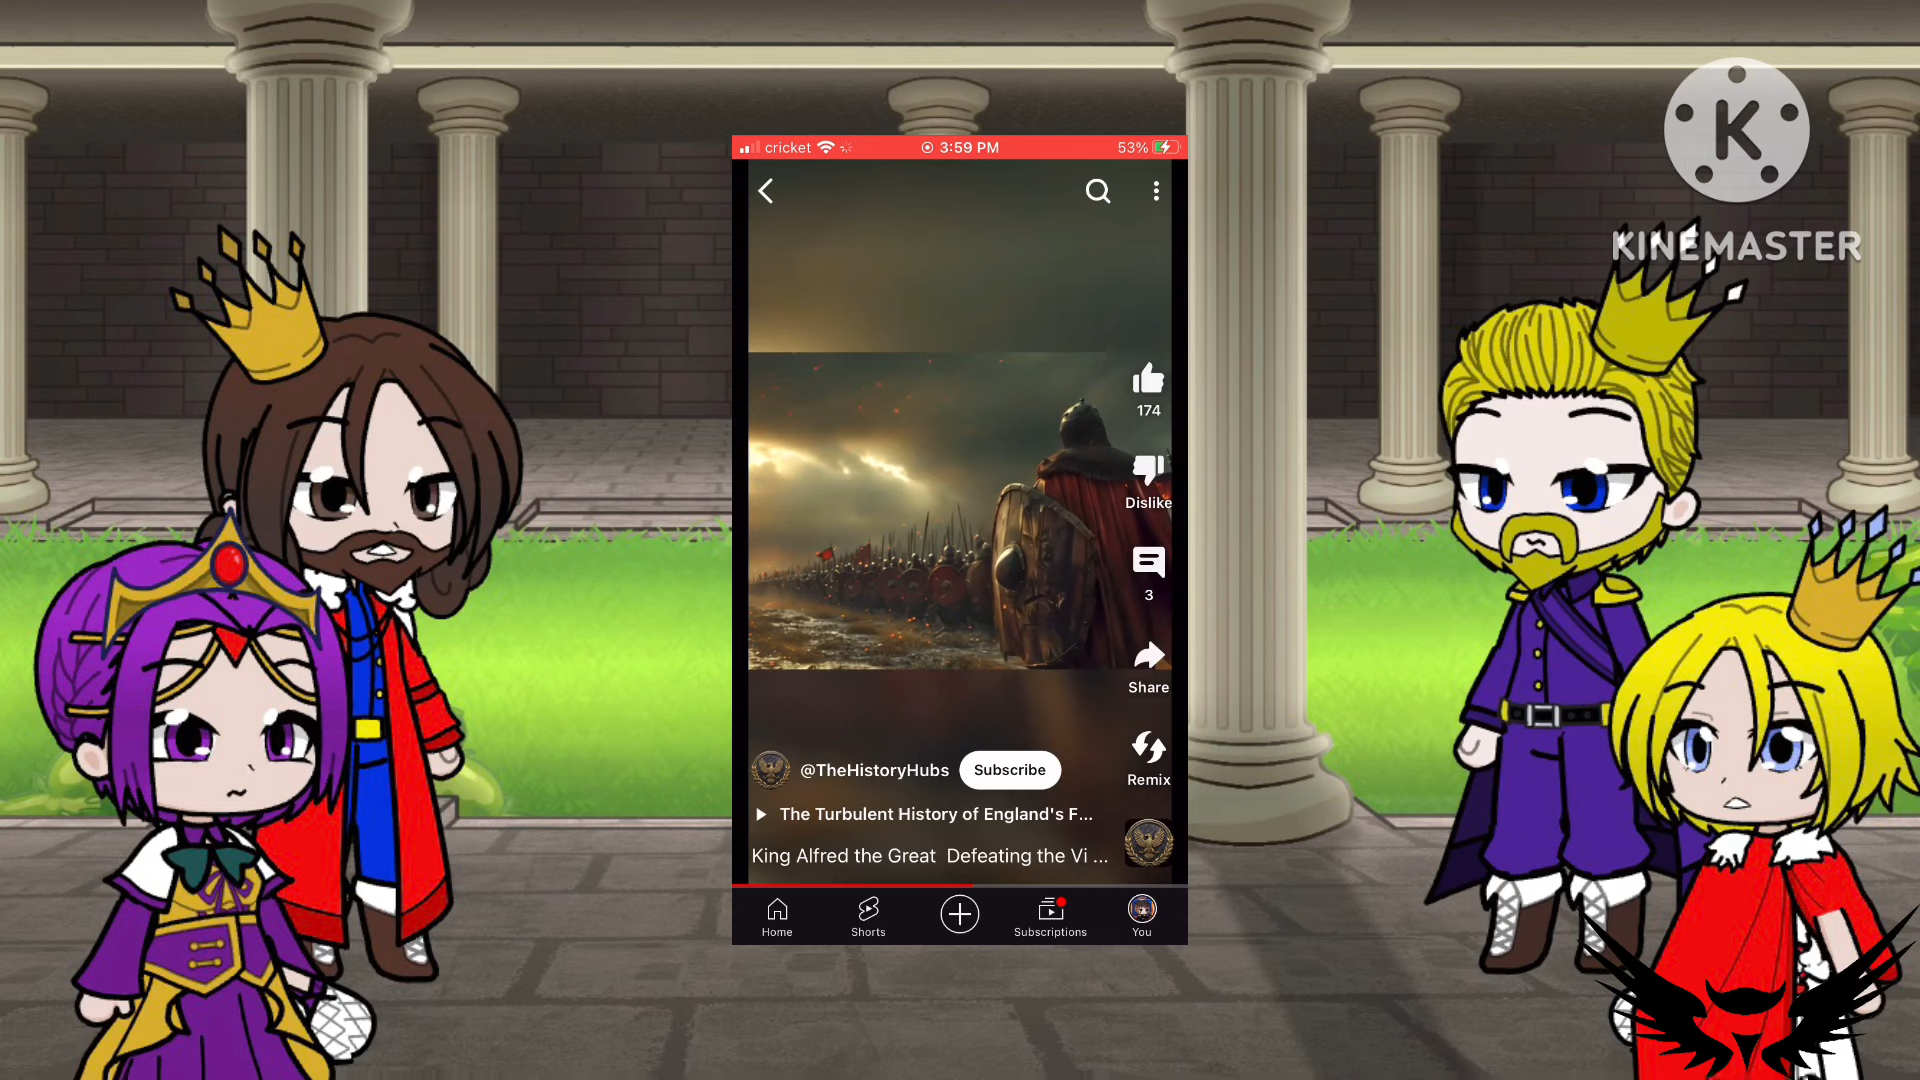 cricket 3:59 PM 53%
K
KINEMASTER
174
Dislike
3
Share
Remix
@TheHistoryHubs Subscribe
The Turbulent History of England's F...
King Alfred the Great Defeating the Vi ...
Home Shorts Subscriptions You